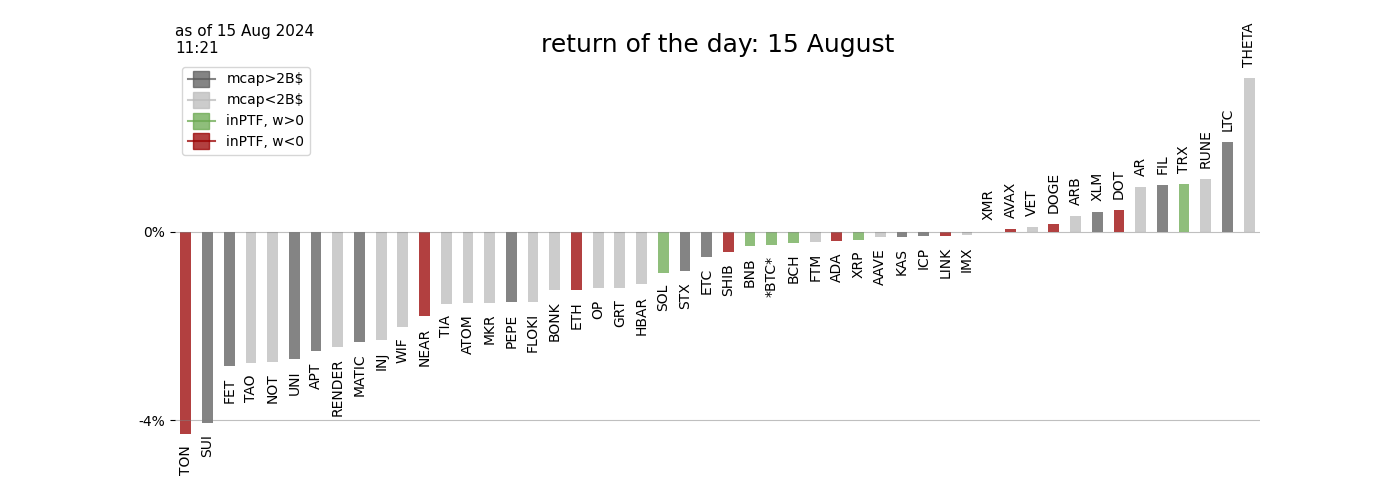 as of 15 Aug 2024
11:21
return of the day: 15 August
mcap>2B$
mcap<2B$
inPTF, w>0
inPTF, w<0
0%
-4%
TON
SUI
FET
TAO
NOT
UNI
APT
RENDER
MATIC
INJ
WIF
NEAR
TIA
ATOM
MKR
PEPE
FLOKI
BONK
ETH
OP
GRT
HBAR
SOL
STX
ETC
SHIB
BNB
*BTC*
BCH
FTM
ADA
XRP
AAVE
KAS
ICP
LINK
IMX
XMR
AVAX
VET
DOGE
ARB
XLM
DOT
AR
FIL
TRX
RUNE
LTC
THETA